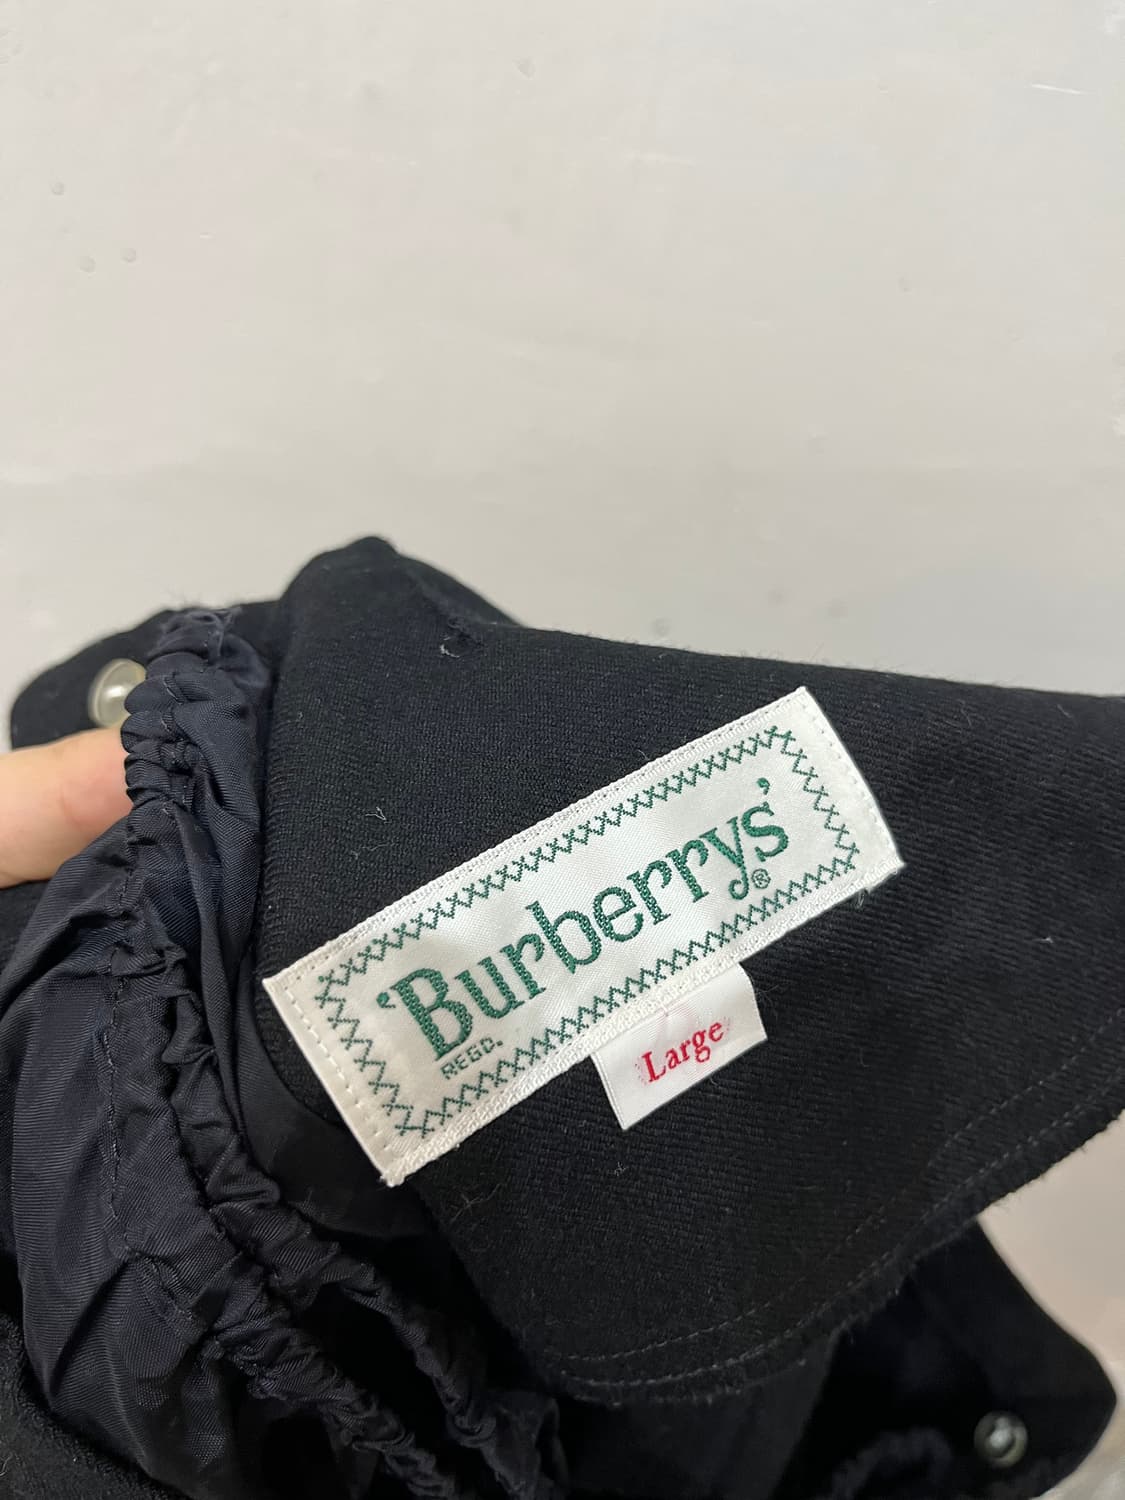 'Burberrys'
REGD. ®
Large